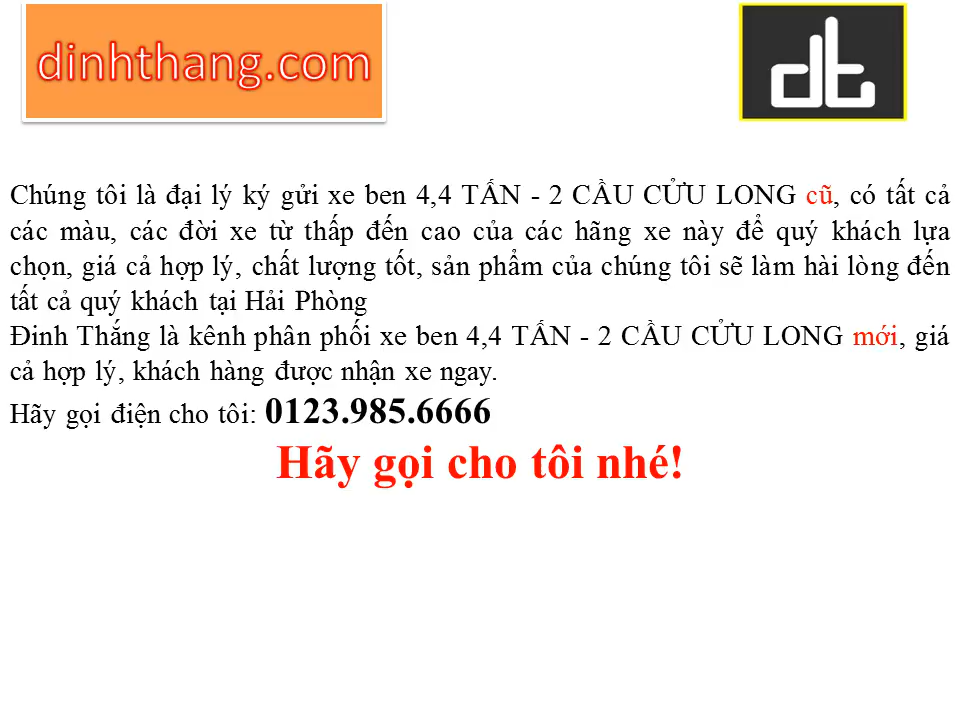 dinhthang.com
dt
Chúng tôi là đại lý ký gửi xe ben 4,4 TẤN - 2 CẦU CỬU LONG cũ, có tất cả
các màu, các đời xe từ thấp đến cao của các hãng xe này để quý khách lựa
chọn, giá cả hợp lý, chất lượng tốt, sản phẩm của chúng tôi sẽ làm hài lòng đến
tất cả quý khách tại Hải Phòng
Đinh Thắng là kênh phân phối xe ben 4,4 TẤN - 2 CẦU CỬU LONG mới, giá
cả hợp lý, khách hàng được nhận xe ngay.
Hãy gọi điện cho tôi: 0123.985.6666
Hãy gọi cho tôi nhé!